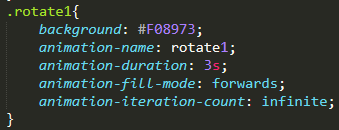 .rotate1{
background: #F08973;
animation-name: rotate1;
animation-duration: 3s;
animation-fill-mode: forwards;
animation-iteration-count: infinite;
}